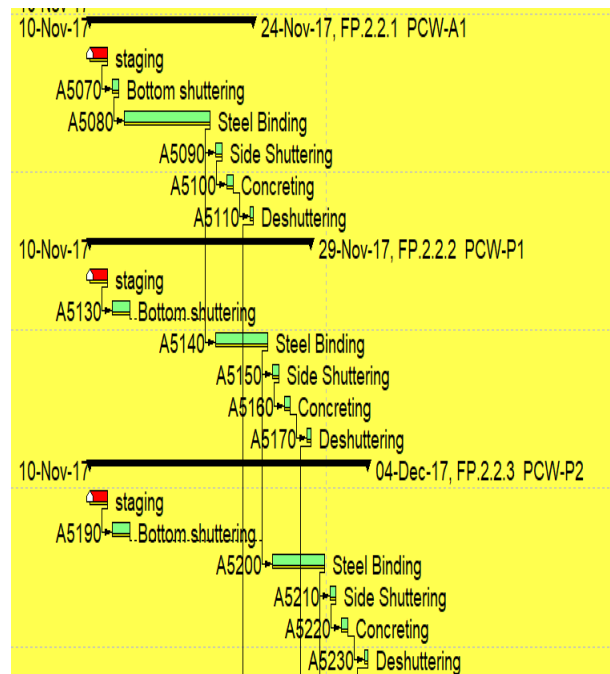 10-Nov-17 24-Nov-17, FP.2.2.1 PCW-A1
staging
A5070 Bottom shuttering
A5080 Steel Binding
A5090 Side Shuttering
A5100 Concreting
A5110 Deshuttering
10-Nov-17 29-Nov-17, FP.2.2.2 PCW-P1
staging
A5130 Bottom shuttering
A5140 Steel Binding
A5150 Side Shuttering
A5160 Concreting
A5170 Deshuttering
10-Nov-17 04-Dec-17, FP.2.2.3 PCW-P2
staging
A5190 Bottom shuttering
A5200 Steel Binding
A5210 Side Shuttering
A5220 Concreting
A5230 Deshuttering